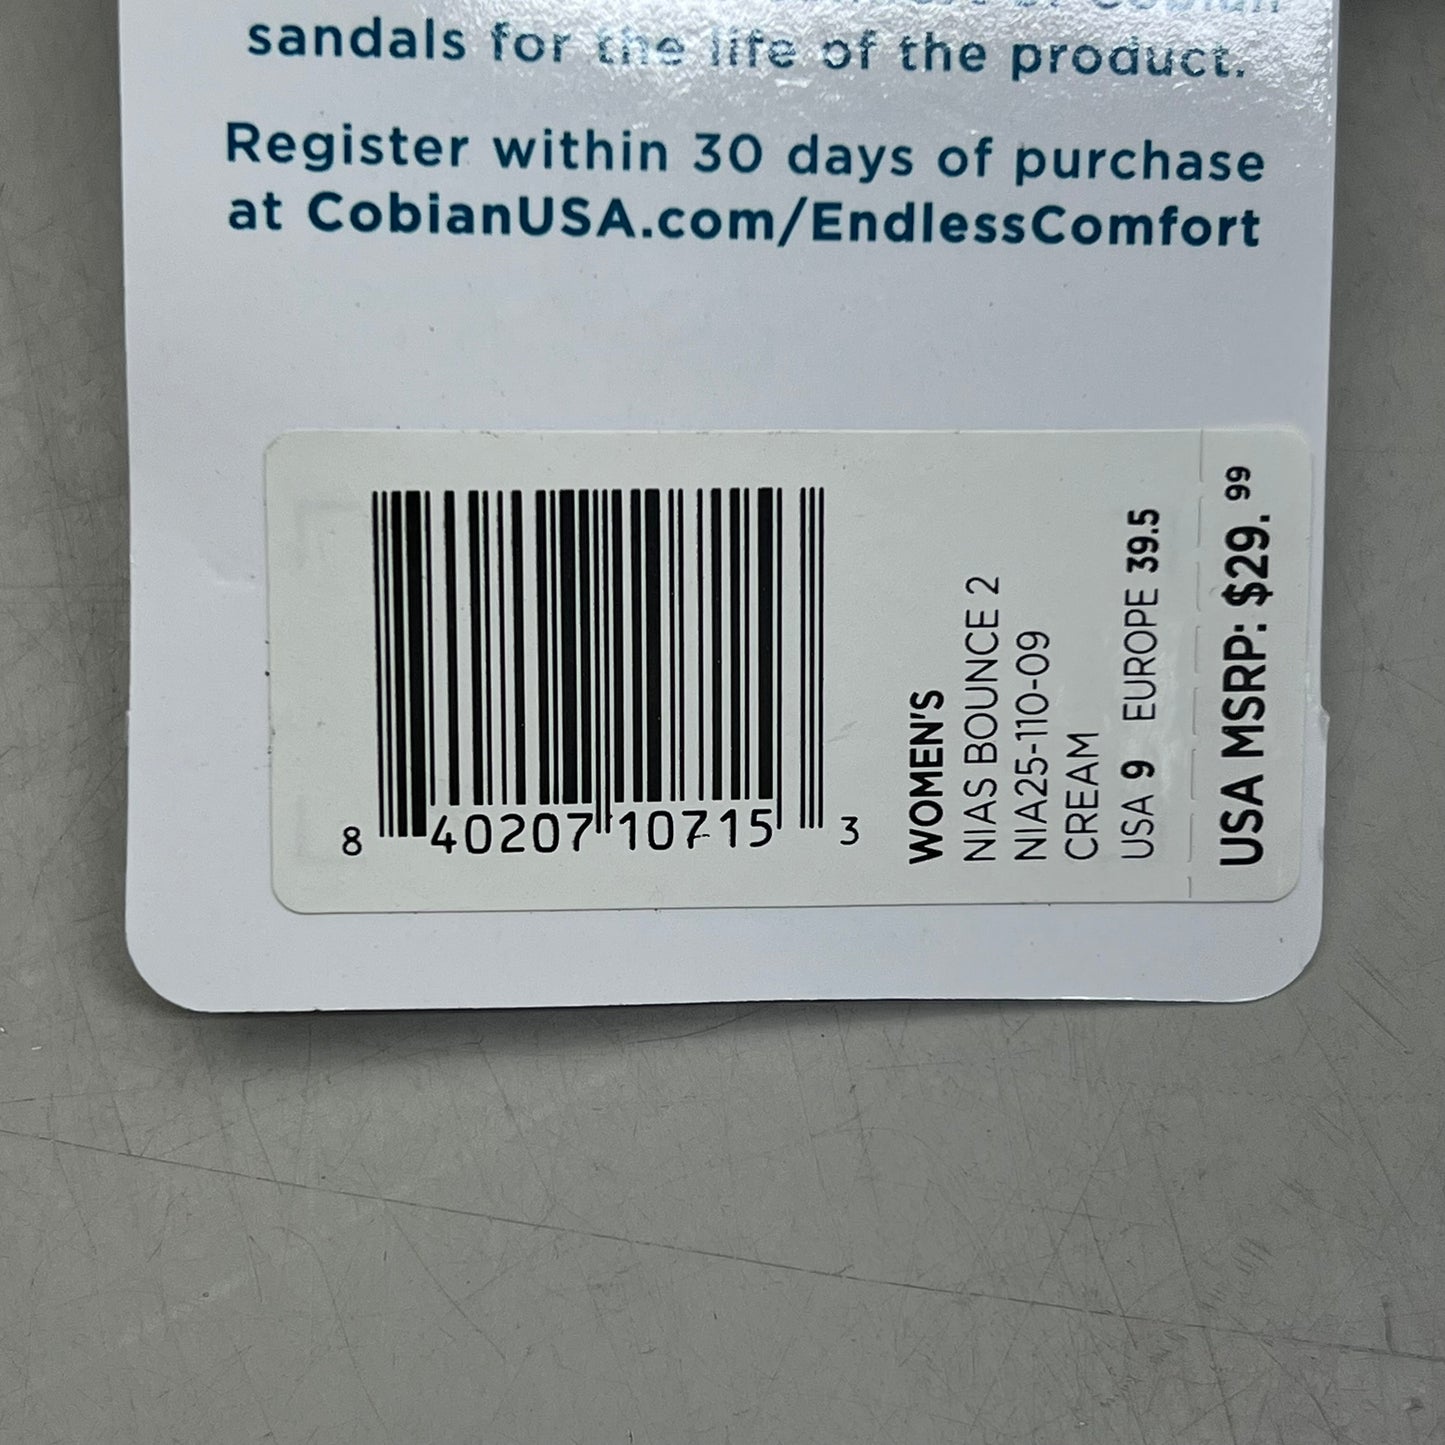 sandals for the life of the product.
Register within 30 days of purchase
at CobianUSA.com/EndlessComfort
8 40207 10715 3
WOMEN'S
NIAS BOUNCE 2
NIA25-110-09
CREAM
USA 9 EUROPE 39.5
USA MSRP: $29.99